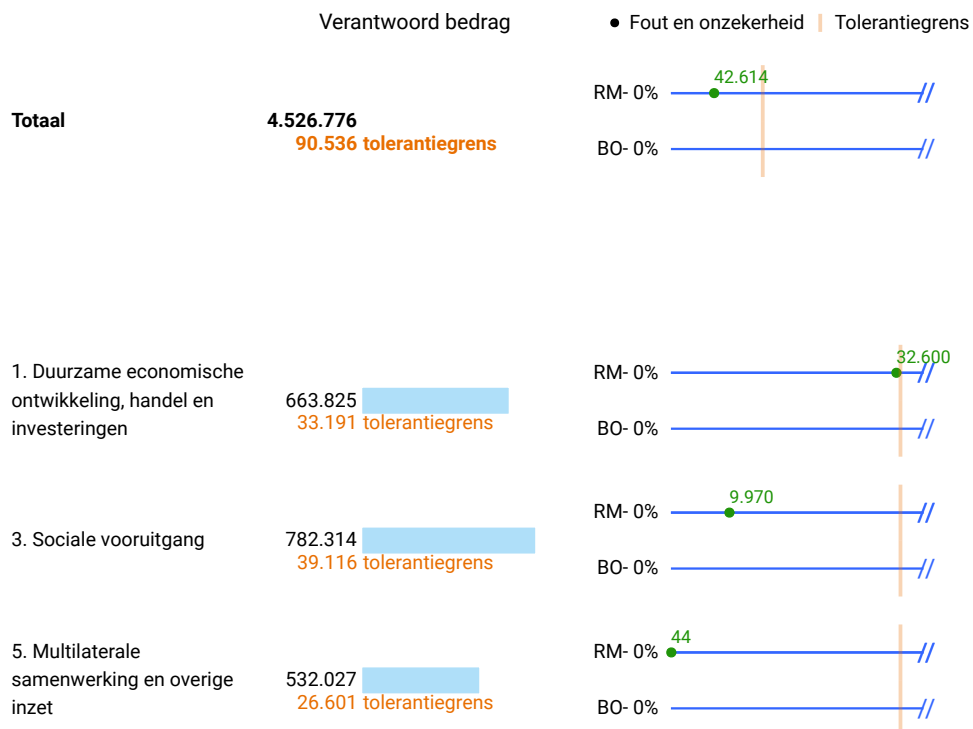 Verantwoord bedrag
Fout en onzekerheid
Tolerantiegrens
Totaal
4.526.776
90.536 tolerantiegrens
RM- 0%
42.614
BO- 0%
1. Duurzame economische
ontwikkeling, handel en
investeringen
663.825
33.191 tolerantiegrens
RM- 0%
32.600
BO- 0%
3. Sociale vooruitgang
782.314
39.116 tolerantiegrens
RM- 0%
9.970
BO- 0%
5. Multilaterale
samenwerking en overige
inzet
532.027
26.601 tolerantiegrens
RM- 0%
44
BO- 0%